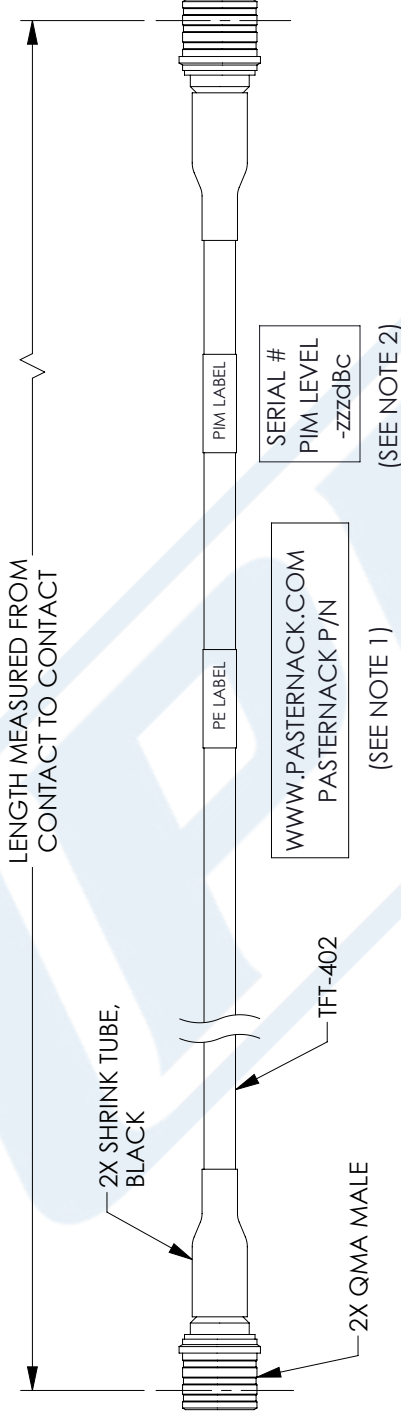 LENGTH MEASURED FROM
CONTACT TO CONTACT
2X SHRINK TUBE,
BLACK
PE LABEL
PIM LABEL
2X QMA MALE
TFT-402
WWW.PASTERNACK.COM
PASTERNACK P/N
(SEE NOTE 1)
SERIAL #
PIM LEVEL
-zzzdBc
(SEE NOTE 2)